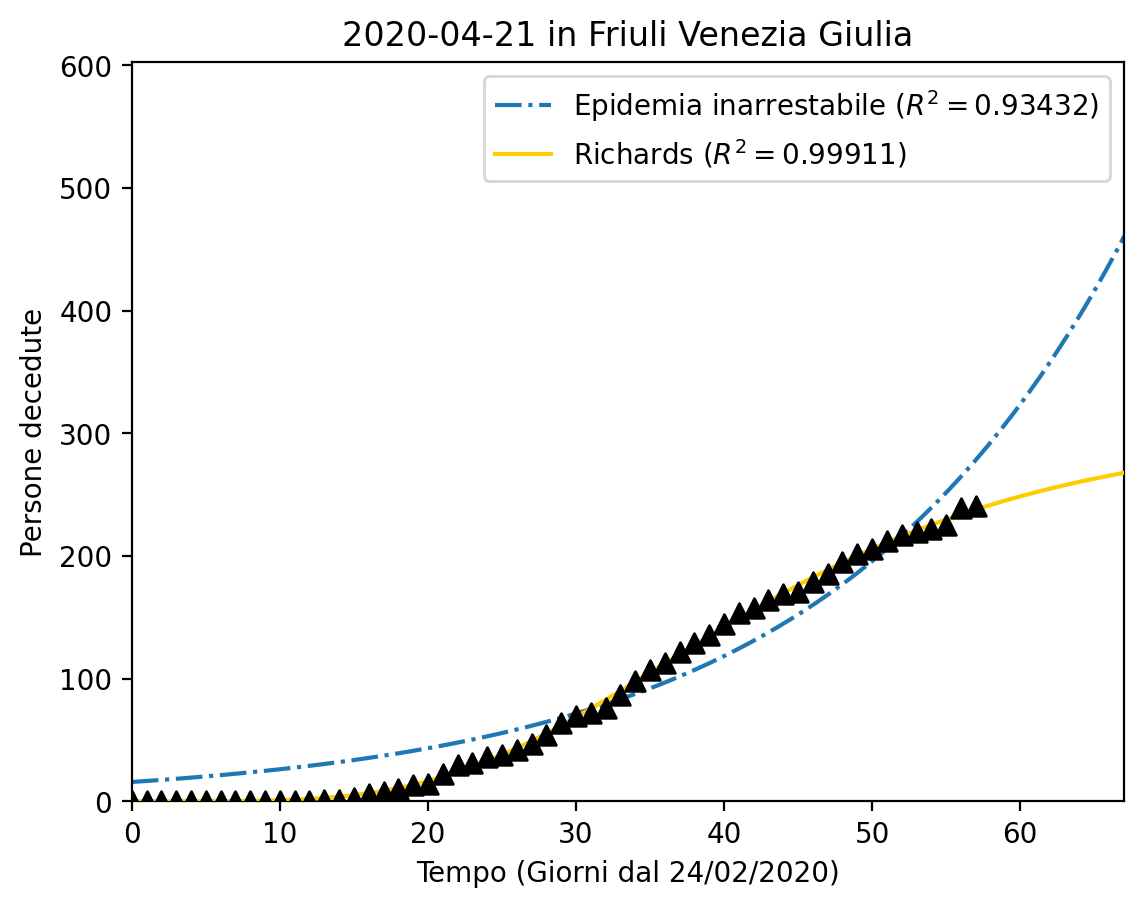 2020-04-21 in Friuli Venezia Giulia
Epidemia inarrestabile (R² = 0.93432)
Richards (R² = 0.99911)
Persone decedute
600
500
400
300
200
100
0
0 10 20 30 40 50 60
Tempo (Giorni dal 24/02/2020)